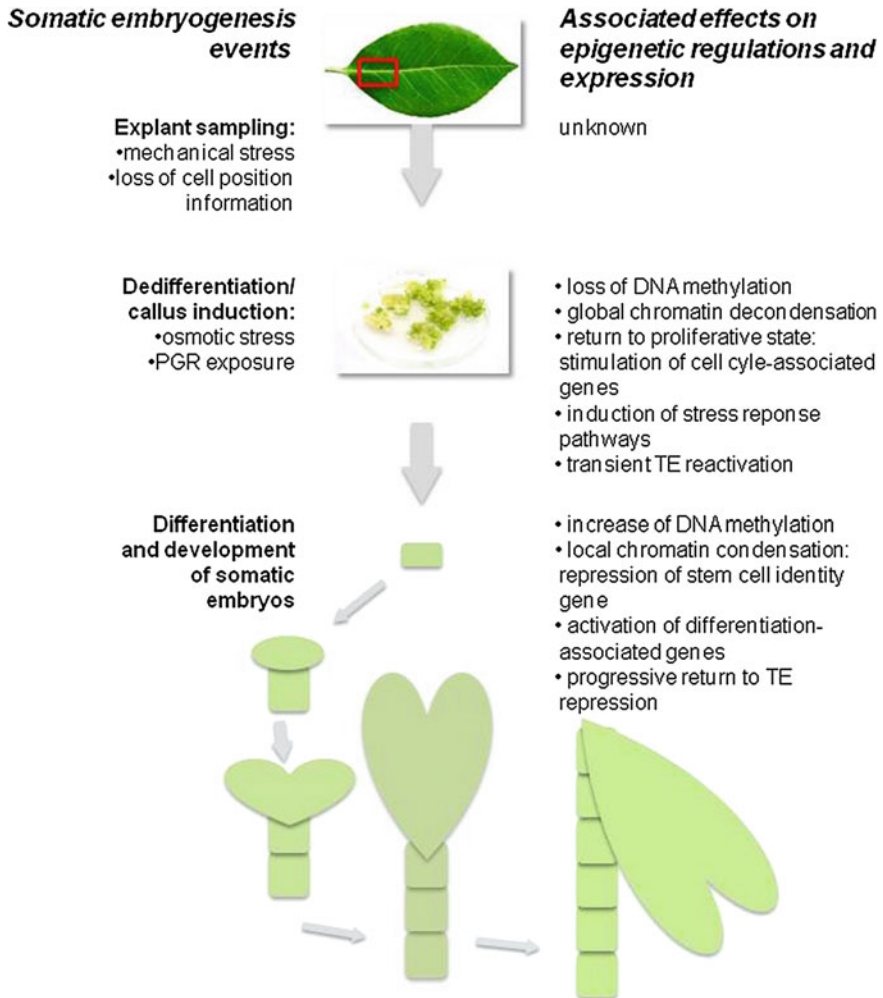 Somatic embryogenesis
events
Associated effects on
epigenetic regulations and
expression
Explant sampling:
•mechanical stress
•loss of cell position
information
unknown
Dedifferentiation/
callus induction:
•osmotic stress
•PGR exposure
• loss of DNA methylation
• global chromatin decondensation
• return to proliferative state:
stimulation of cell cyle-associated
genes
• induction of stress reponse
pathways
• transient TE reactivation
Differentiation
and development
of somatic
embryos
• increase of DNA methylation
• local chromatin condensation:
repression of stem cell identity
gene
• activation of differentiation-
associated genes
• progressive return to TE
repression